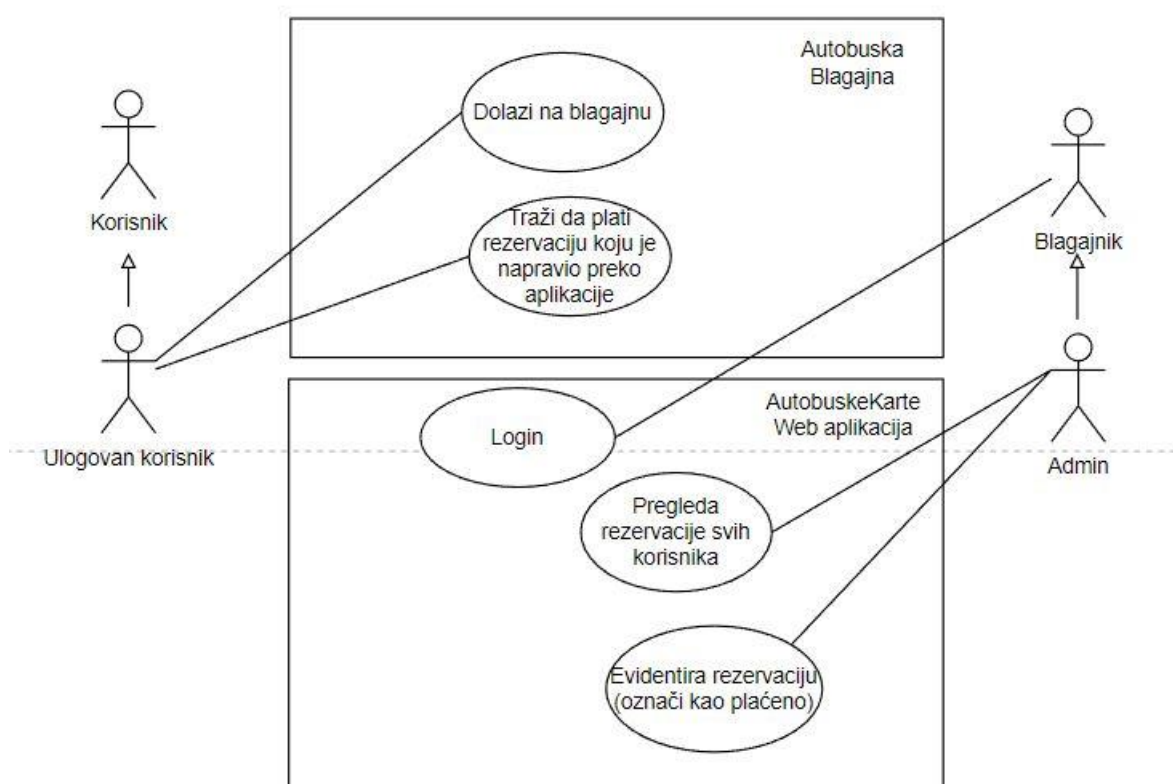 Autobuska
Blagajna
Dolazi na blagajnu
Korisnik
Traži da plati
rezervaciju koju je
napravio preko
aplikacije
Blagajnik
Ulogovan korisnik
Login
AutobuskeKarte
Web aplikacija
Admin
Pregleda
rezervacije svih
korisnika
Evidentira rezervaciju
(označi kao plaćeno)